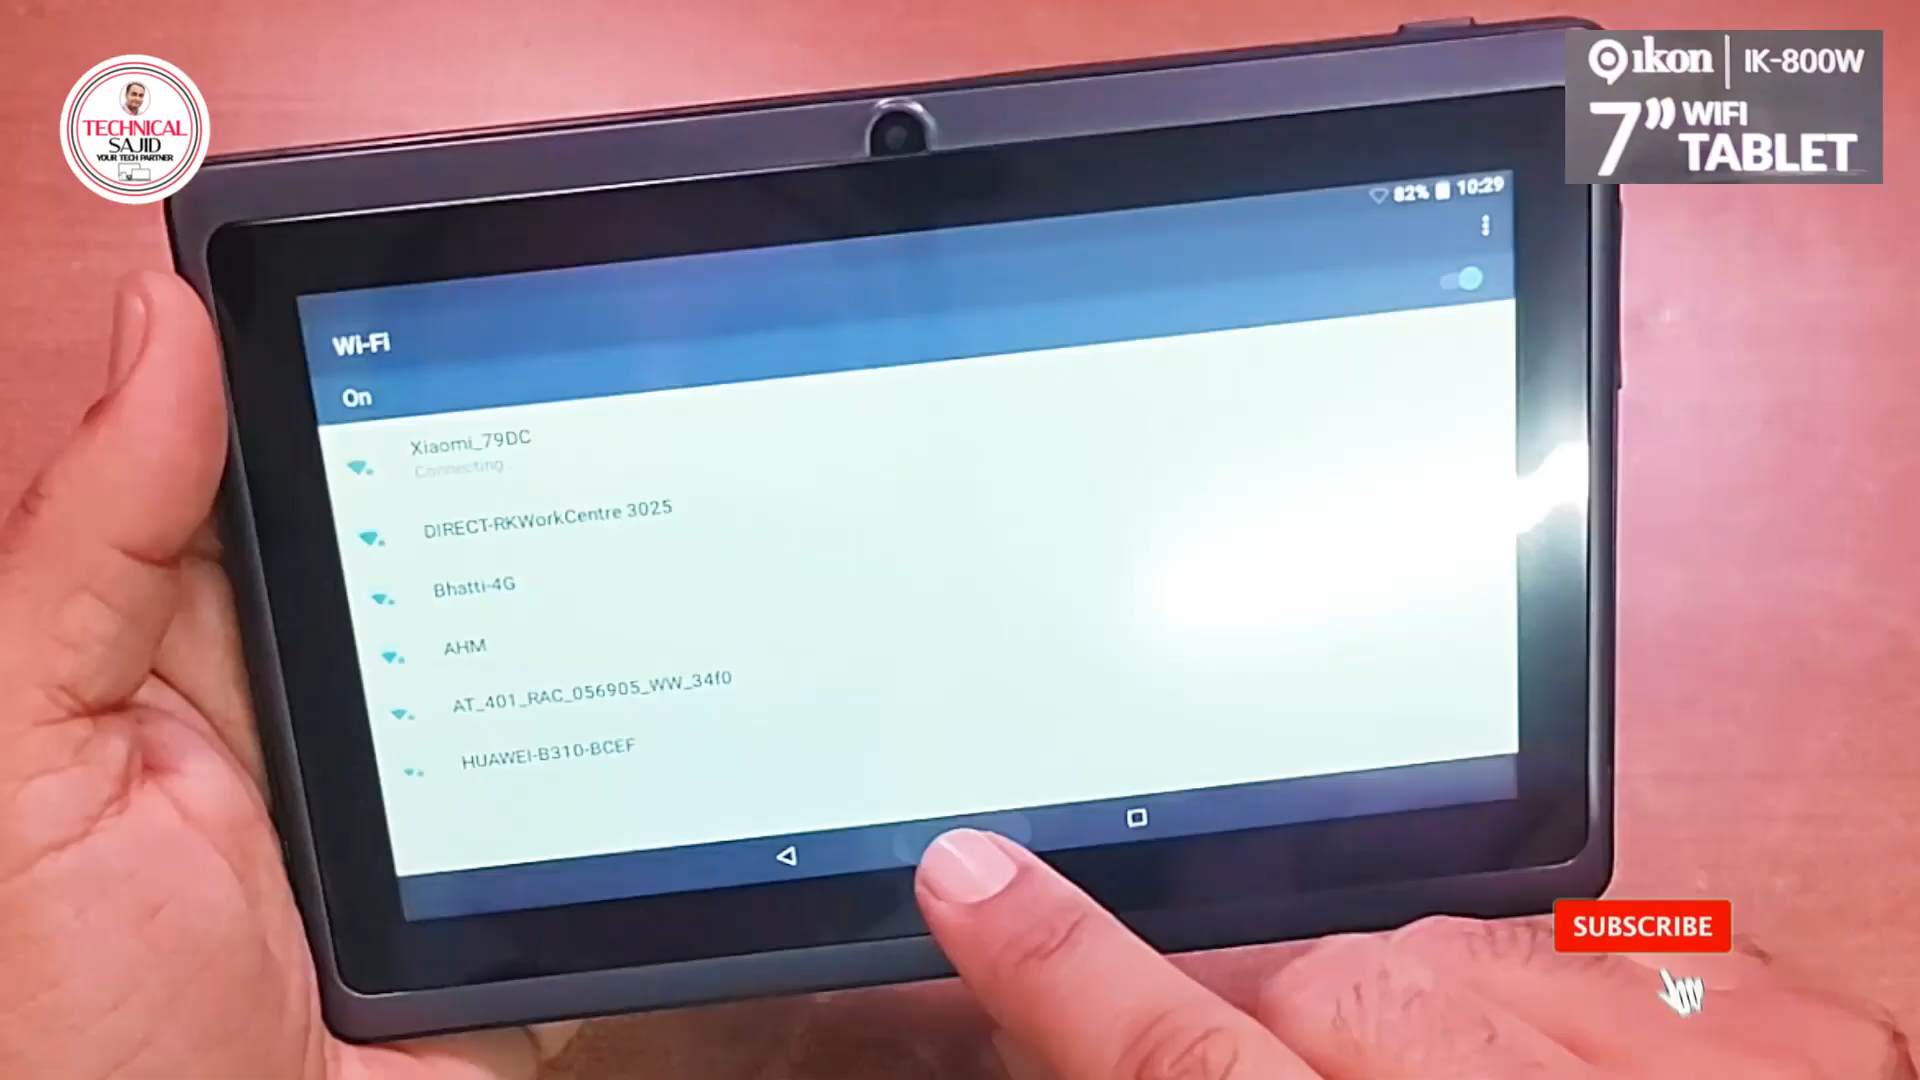 TECHNICAL
SAJID
YOUR TECH PARTNER
ıkon | IK-800W
7” WIFI
TABLET
82% 10:29
Wi-Fi
On
Xiaomi_79DC
Connecting...
DIRECT-RKWorkCentre 3025
Bhatti-4G
AHM
AT_401_RAC_056905_WW_34f0
HUAWEI-B310-BCEF
SUBSCRIBE